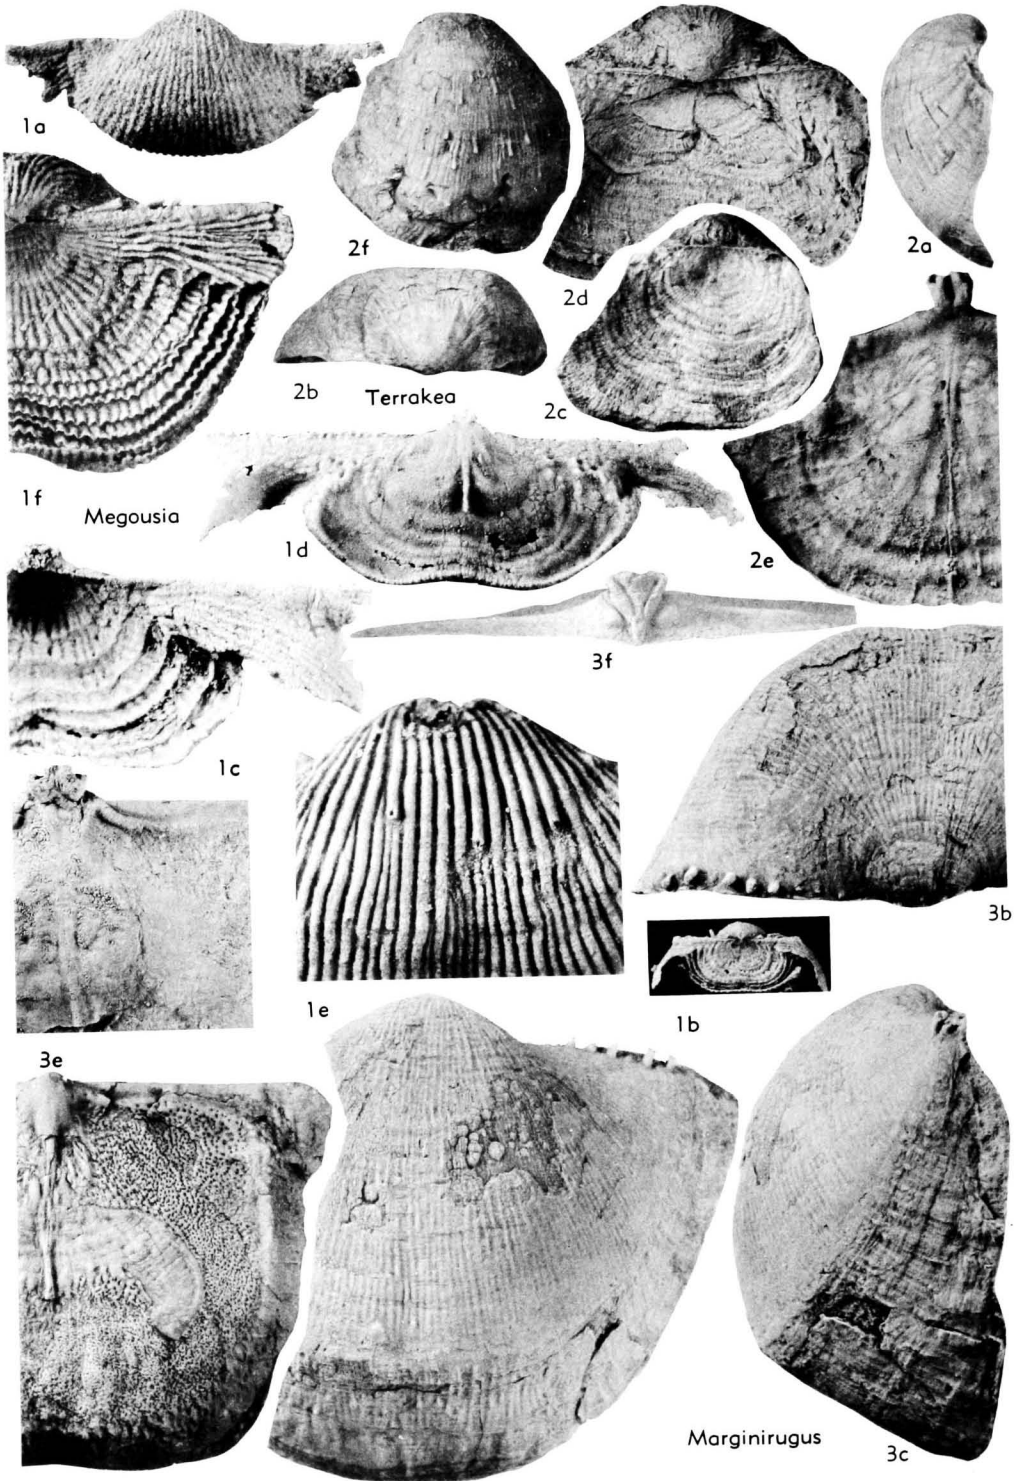 1a
2f
2d
2a
2b
Terrakea
2c
1f
Megousia
1d
2e
3f
1c
3b
1e
1b
3e
Marginirugus
3c